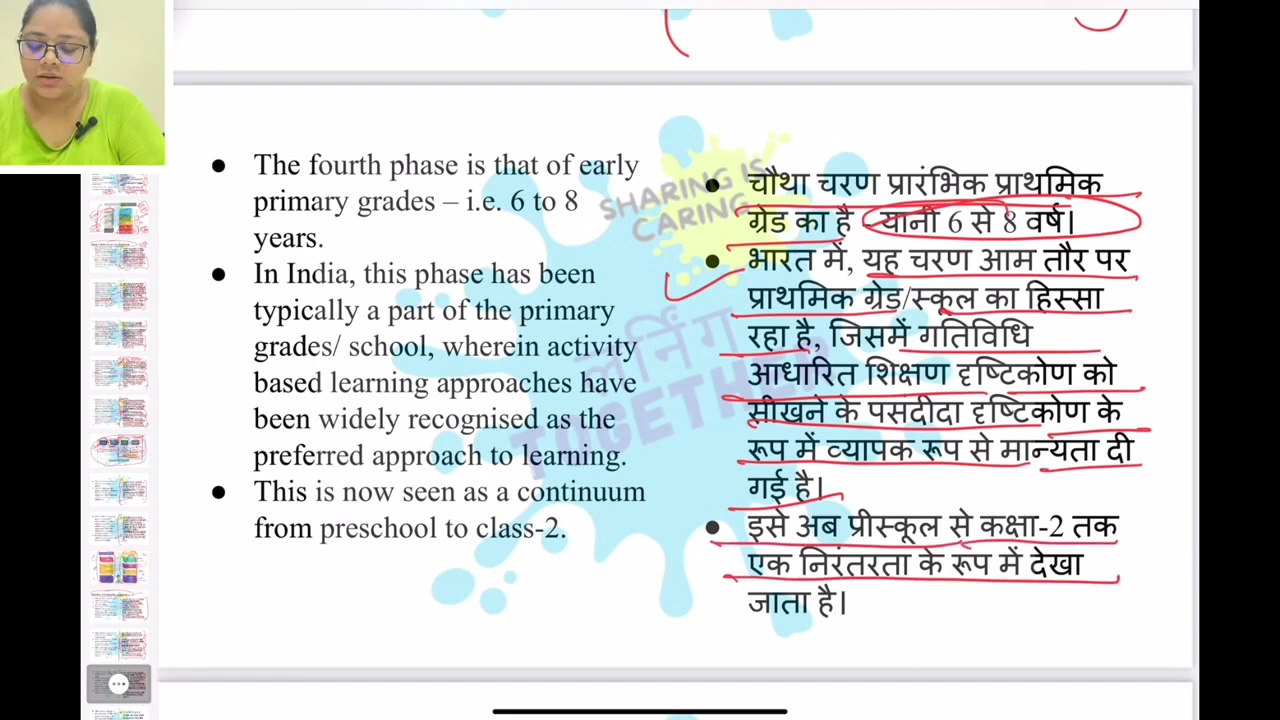 The fourth phase is that of early
primary grades – i.e. 6 to 8
years.
In India, this phase has been
typically a part of the primary
grades/ school, wherein activity
based learning approaches have
been widely recognised as the
preferred approach to learning.
This is now seen as a continuum
from preschool to class-2.
SHARING IS
CARING
लर्निंग
TOGETHER
चौथा चरण प्रारंभिक प्राथमिक
ग्रेड का है - यानी 6 से 8 वर्ष।
भारत में, यह चरण आम तौर पर
प्राथमिक ग्रेड/स्कूल का हिस्सा
रहा है, जिसमें गतिविधि
आधारित शिक्षण दृष्टिकोण को
सीखने के पसंदीदा दृष्टिकोण के
रूप में व्यापक रूप से मान्यता दी
गई है।
इसे अब प्रीस्कूल से कक्षा-2 तक
एक निरंतरता के रूप में देखा
जाता है।